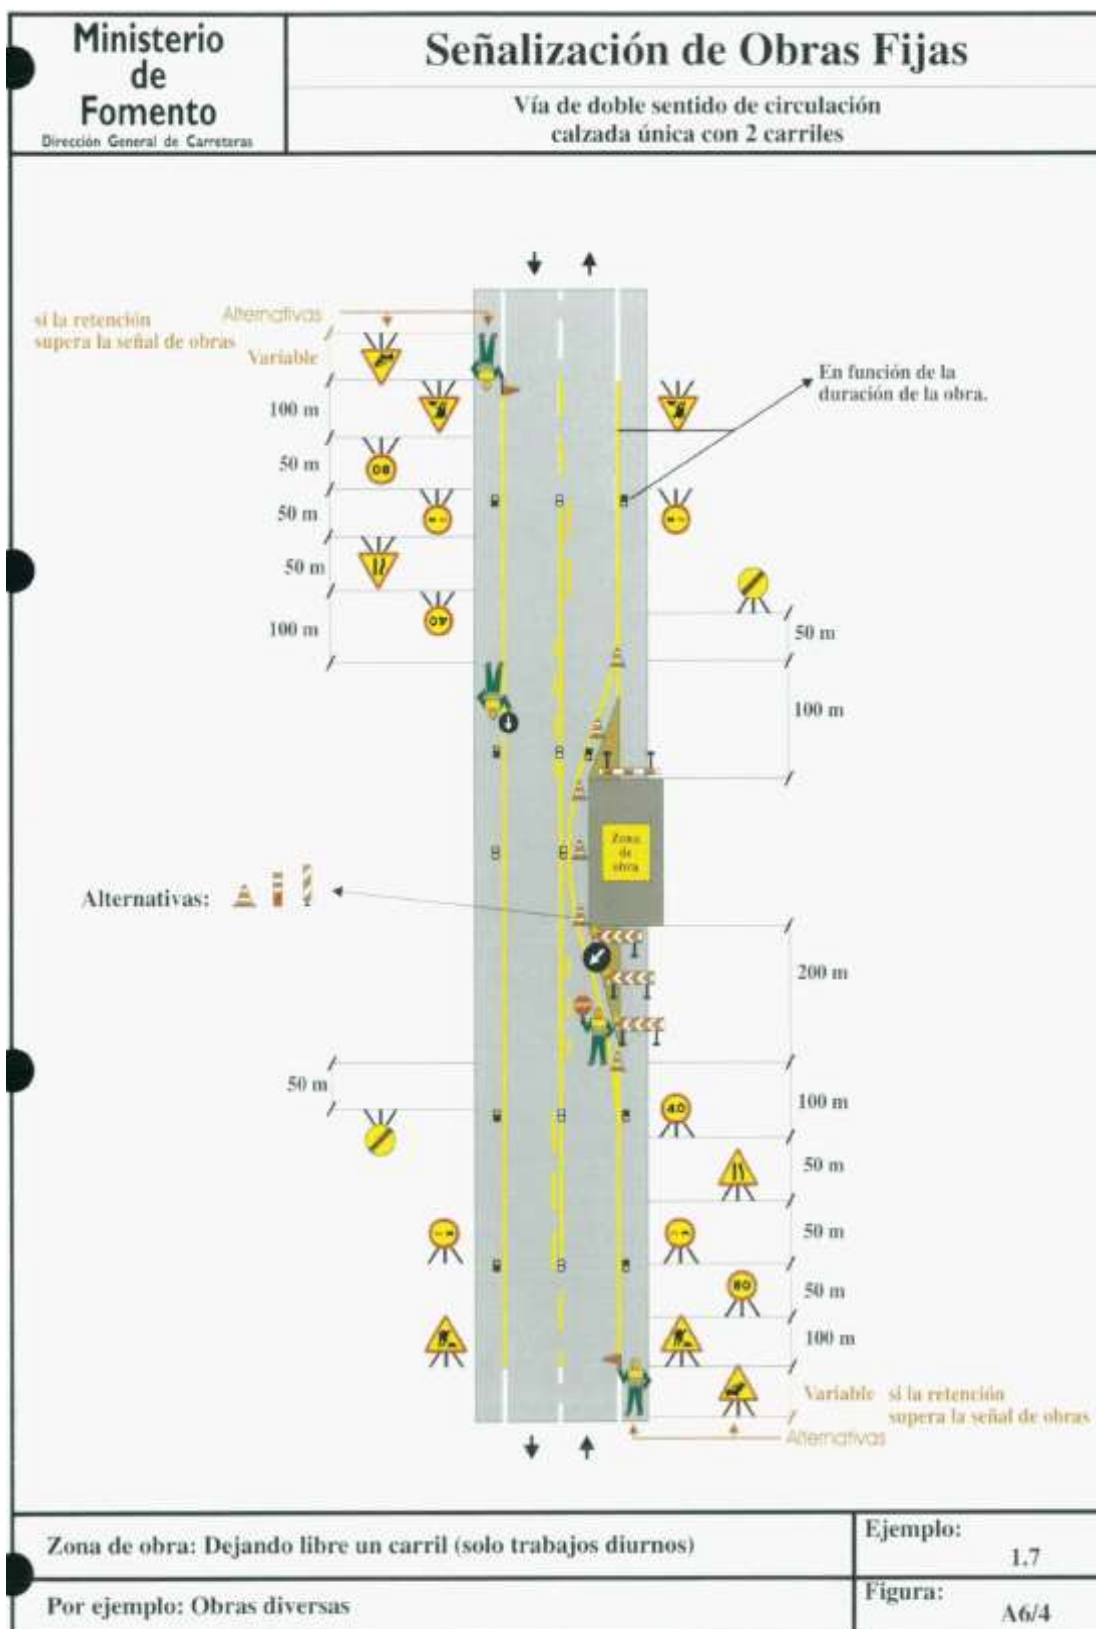 Ministerio
de
Fomento
Dirección General de Carreteras
Señalización de Obras Fijas
Vía de doble sentido de circulación
calzada única con 2 carriles
si la retención
supera la señal de obras
Alternativas
Variable
100 m
50 m
80
50 m
50 m
40
100 m
En función de la
duración de la obra.
50 m
100 m
Zona
de
obra
Alternativas:
200 m
50 m
40
100 m
50 m
50 m
80
50 m
100 m
Variable si la retención
supera la señal de obras
Alternativas
Zona de obra: Dejando libre un carril (solo trabajos diurnos)
Ejemplo:
1.7
Por ejemplo: Obras diversas
Figura:
A6/4